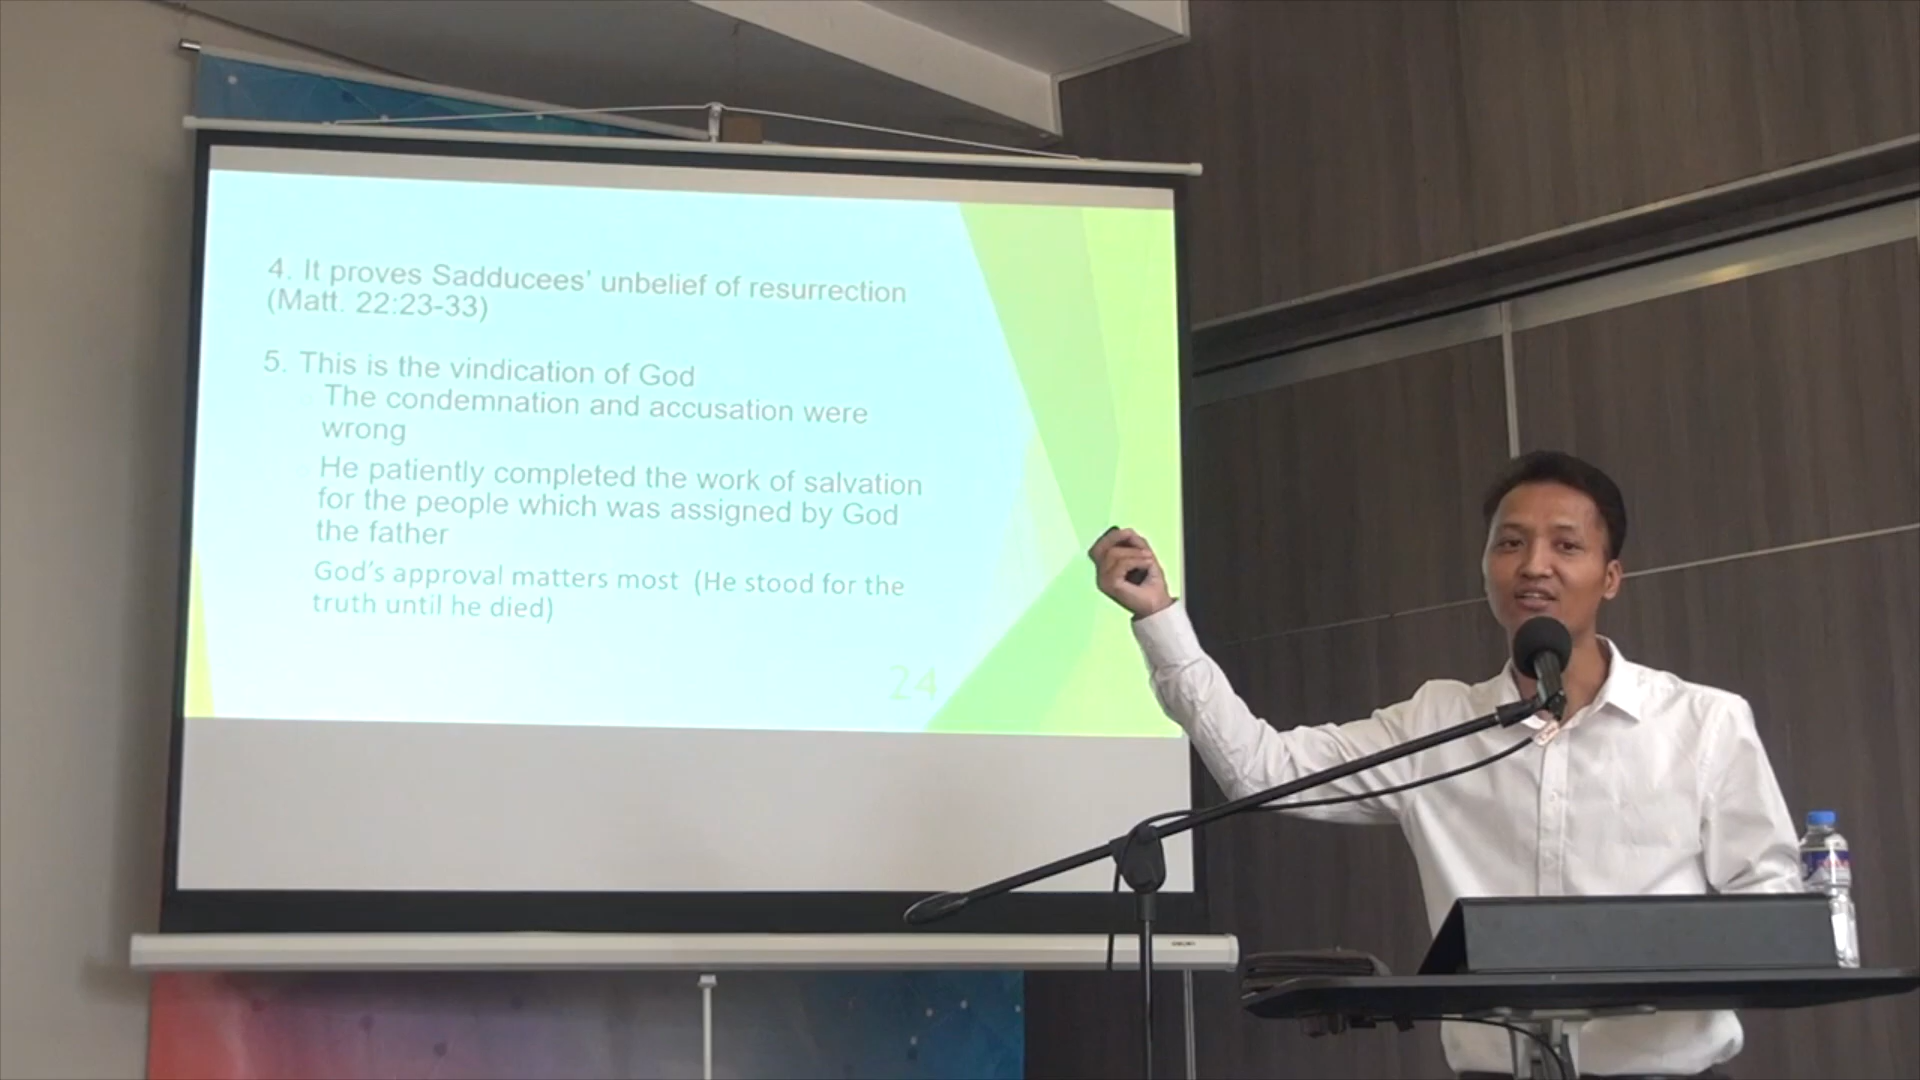 4. It proves Sadducees' unbelief of resurrection
(Matt. 22:23-33)
5. This is the vindication of God
The condemnation and accusation were
wrong
He patiently completed the work of salvation
for the people which was assigned by God
the father
God's approval matters most (He stood for the
truth until he died)
24